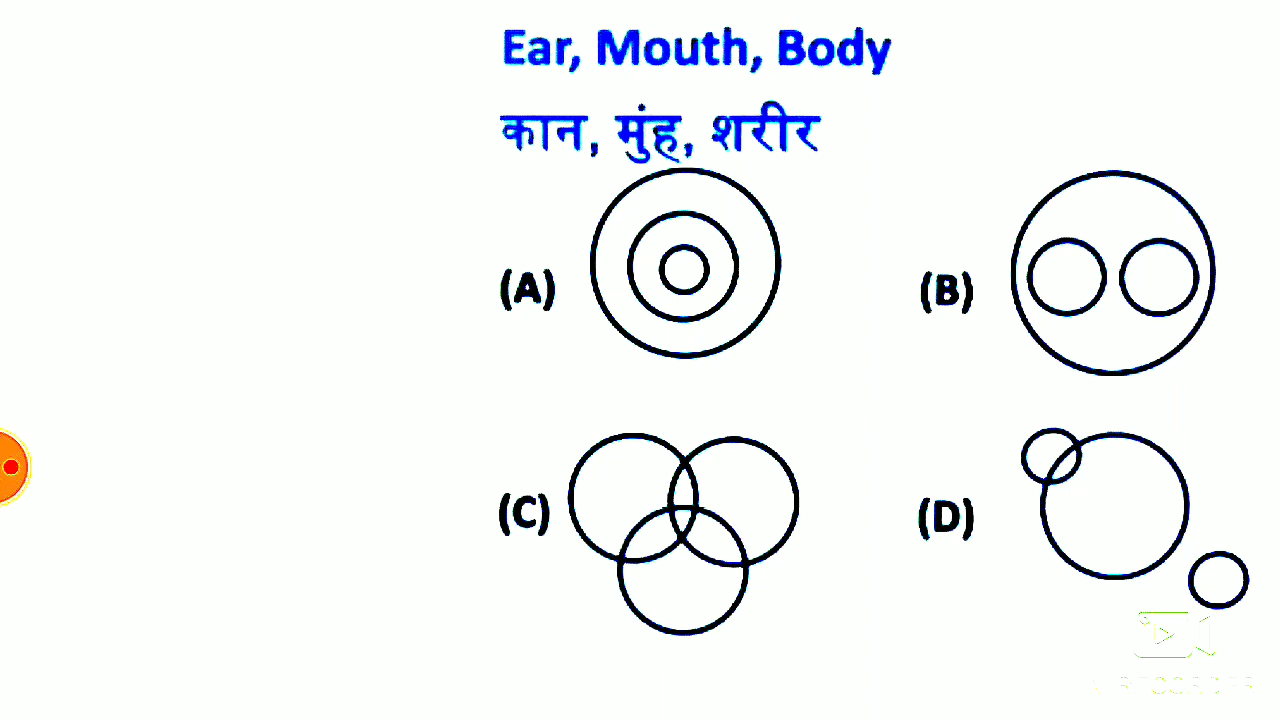 Ear, Mouth, Body
कान, मुंह, शरीर
(A)
(B)
(C)
(D)